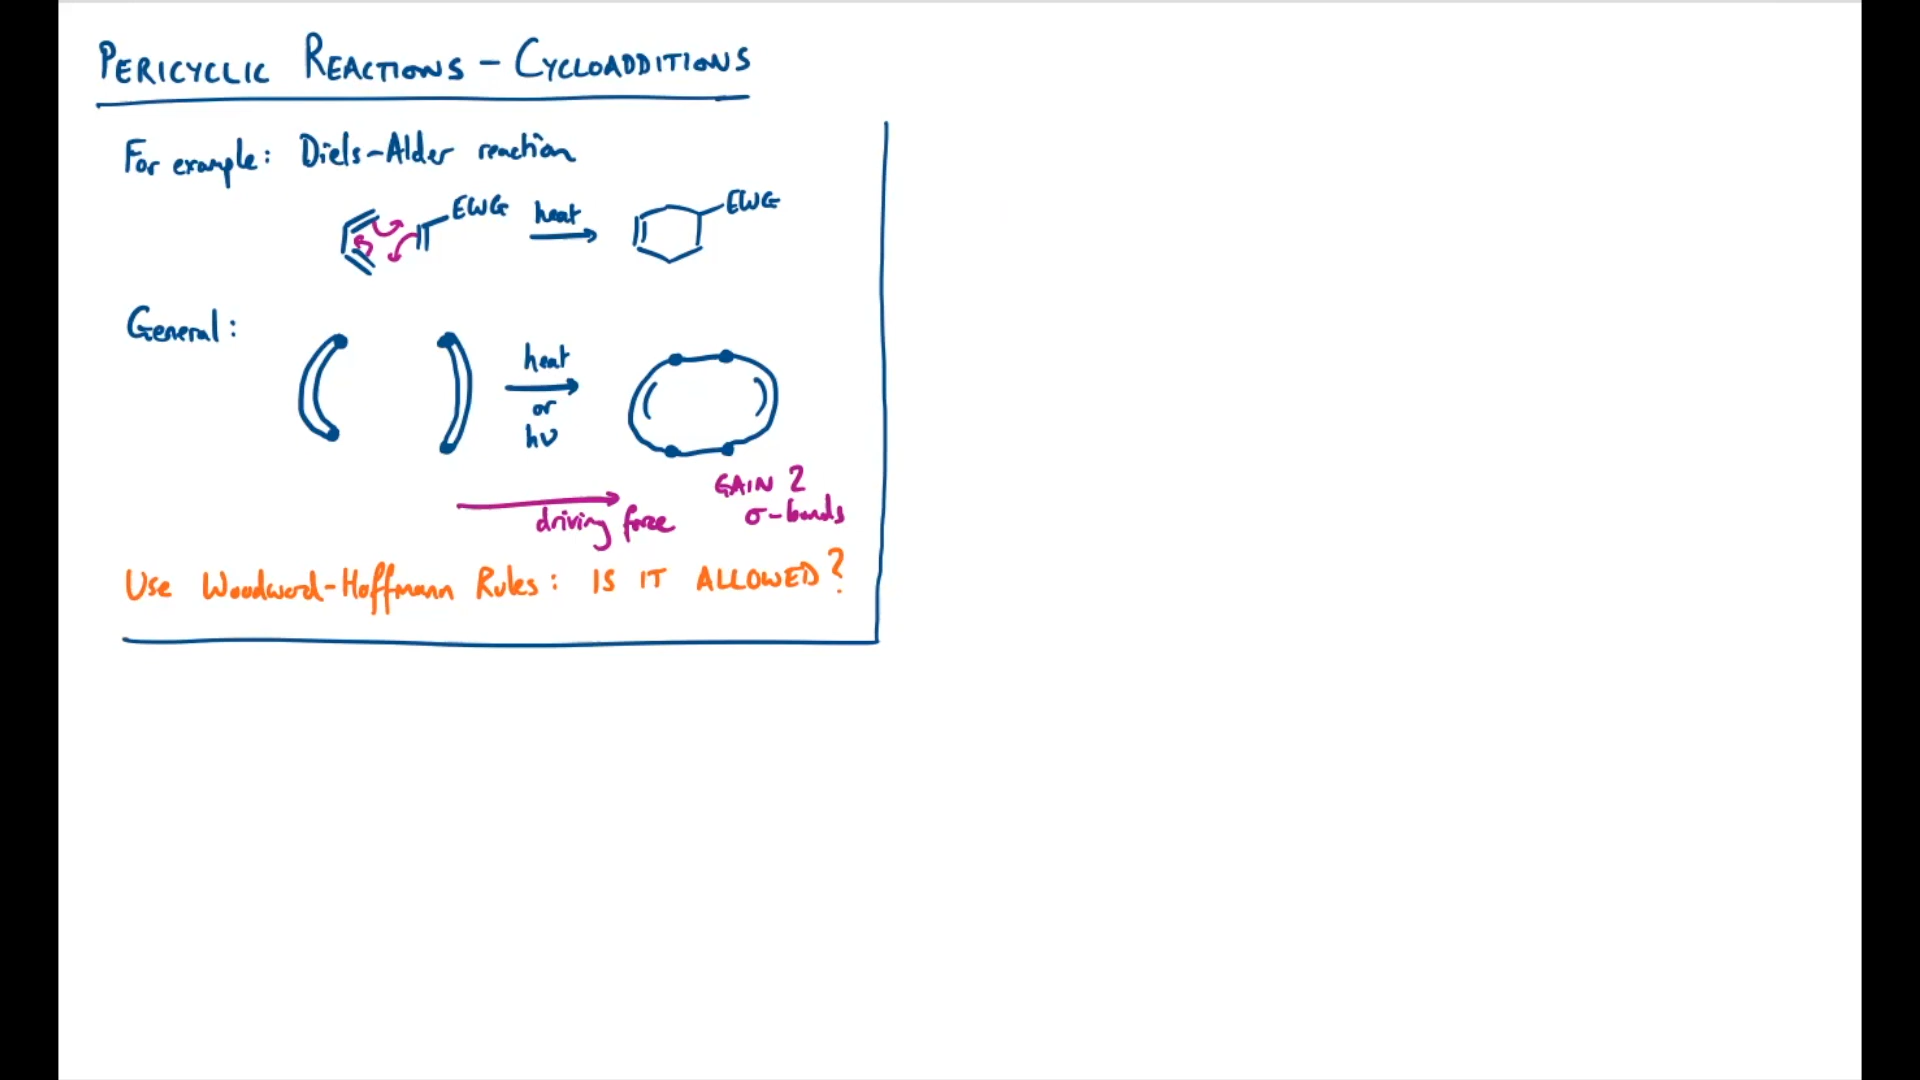 PERICYCLIC REACTIONS - CYCLOADDITIONS
For example: Diels-Alder reaction
EWG heat EWG
General:
heat
or
hν
GAIN 2
σ-bonds
driving force
Use Woodward-Hoffmann Rules: IS IT ALLOWED?